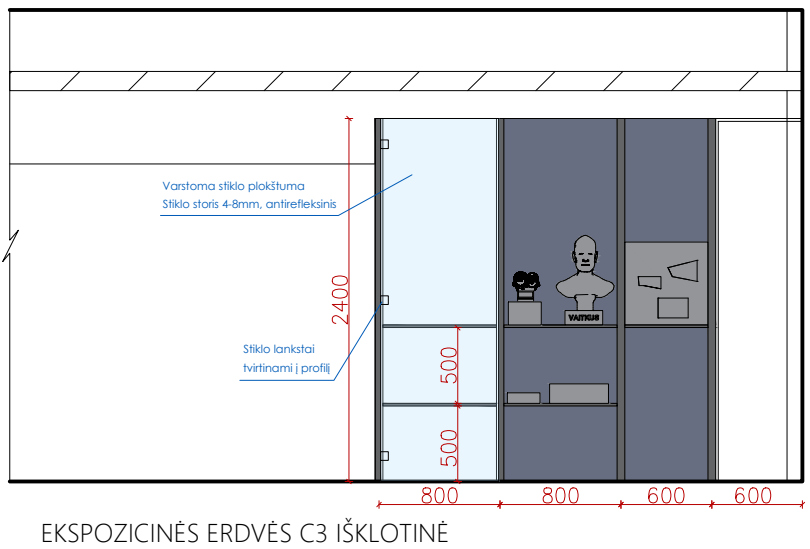 Varstoma stiklo plokštuma
Stiklo storis 4-8mm, antirefleksinis
2400
VAITKUS
Stiklo lankstai
tvirtinami į profilį
500
500
800
800
600
600
EKSPOZICINĖS ERDVĖS C3 IŠKLOTINĖ